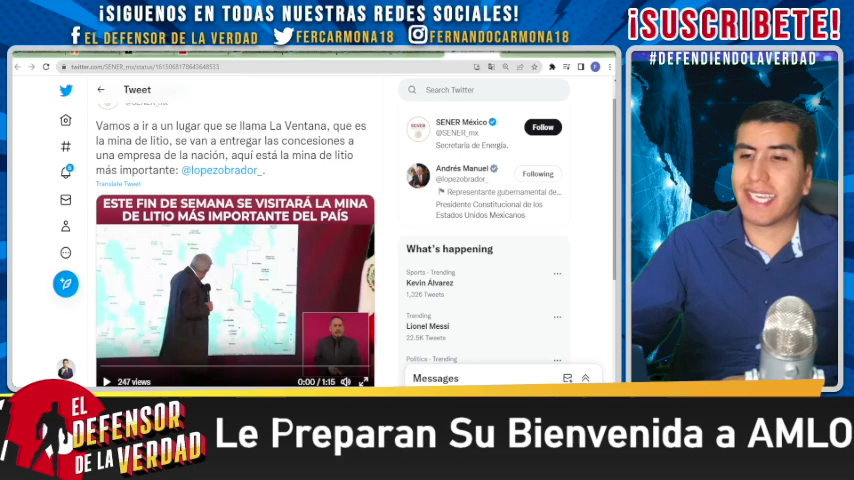 ¡SIGUENOS EN TODAS NUESTRAS REDES SOCIALES!
EL DEFENSOR DE LA VERDAD
FERCARMONA18
FERNANDOCARMONA18
¡SUSCRIBETE!
#DEFENDIENDOLAVERDAD
Tweet
@SENER_mx
Vamos a ir a un lugar que se llama La Ventana, que es
la mina de litio, se van a entregar las concesiones a
una empresa de la nación, aquí está la mina de litio
más importante: @lopezobrador_.
Translate Tweet
ESTE FIN DE SEMANA SE VISITARÁ LA MINA
DE LITIO MÁS IMPORTANTE DEL PAÍS
247 views
0:00 / 1:15
Search Twitter
SENER México
@SENER_mx
Secretaría de Energía.
Follow
Andrés Manuel
@lopezobrador_
Representante gubernamental de...
Presidente Constitucional de los
Estados Unidos Mexicanos
Following
What's happening
Sports · Trending
Kevin Álvarez
1,326 Tweets
Trending
Lionel Messi
22.5K Tweets
Politics · Trending
Messages
EL
DEFENSOR
DE LA VERDAD
Le Preparan Su Bienvenida a AMLO